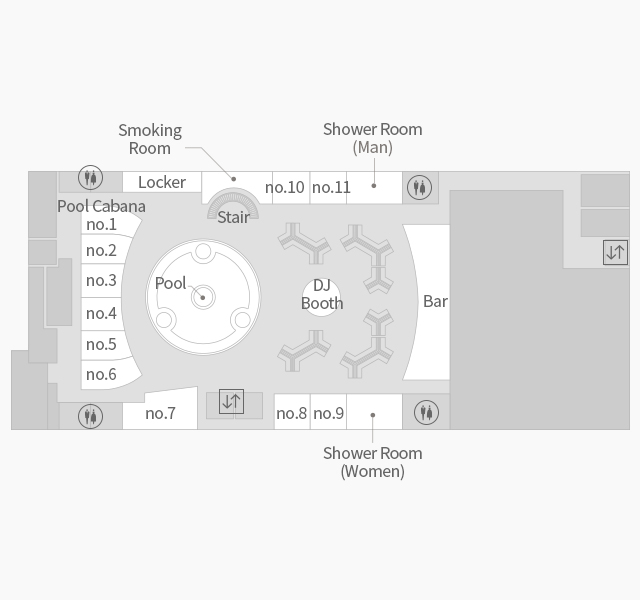 Smoking
Room
Shower Room
(Man)
Locker
no.10
no.11
Pool Cabana
no.1
Stair
no.2
no.3
Pool
DJ
Booth
Bar
no.4
no.5
no.6
no.7
no.8
no.9
Shower Room
(Women)